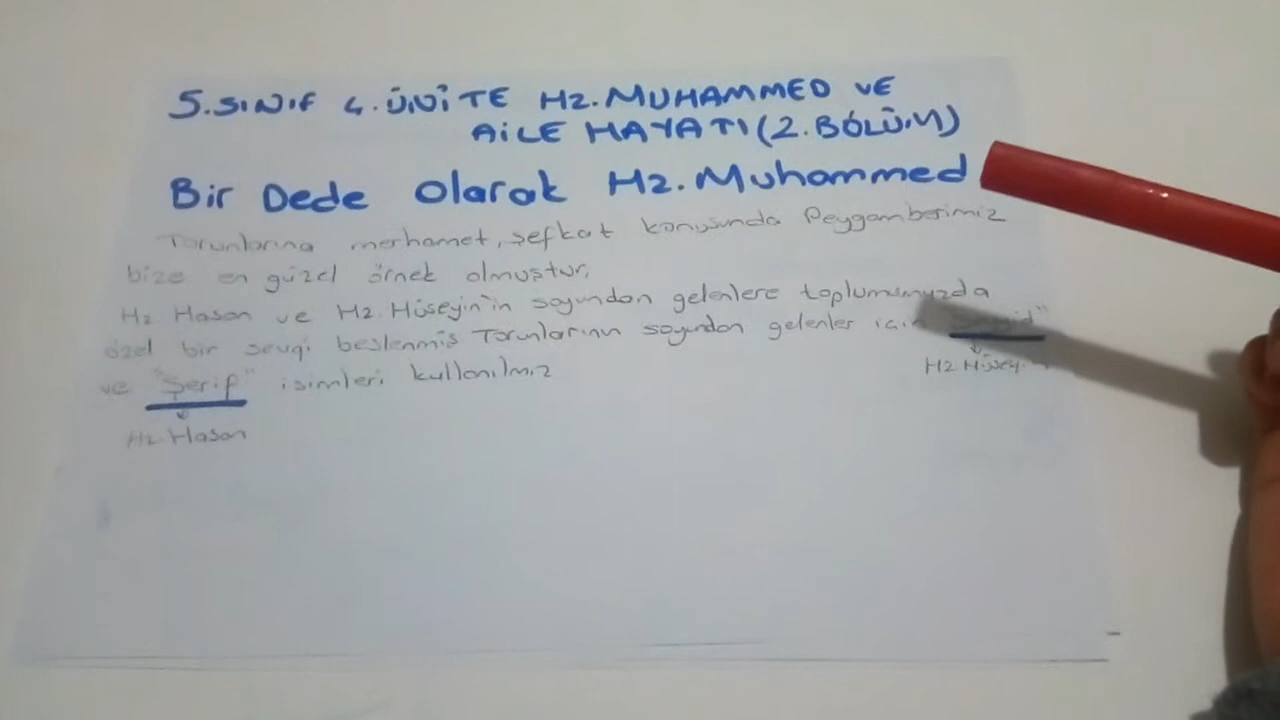 5.SINIF 4.ÜNİTE HZ.MUHAMMED VE
AİLE HAYATI (2.BÖLÜM)
Bir Dede Olarak Hz.Muhammed
Torunlarına merhamet, şefkat konusunda Peygamberimiz
bize en güzel örnek olmuştur.
Hz Hasan ve Hz.Hüseyin'in soyundan gelenlere toplumumuzda
özel bir sevgi beslenmiş Torunlarının soyundan gelenler için
ve "Şerif" isimleri kullanılmız
Hz
Hz.Hasan